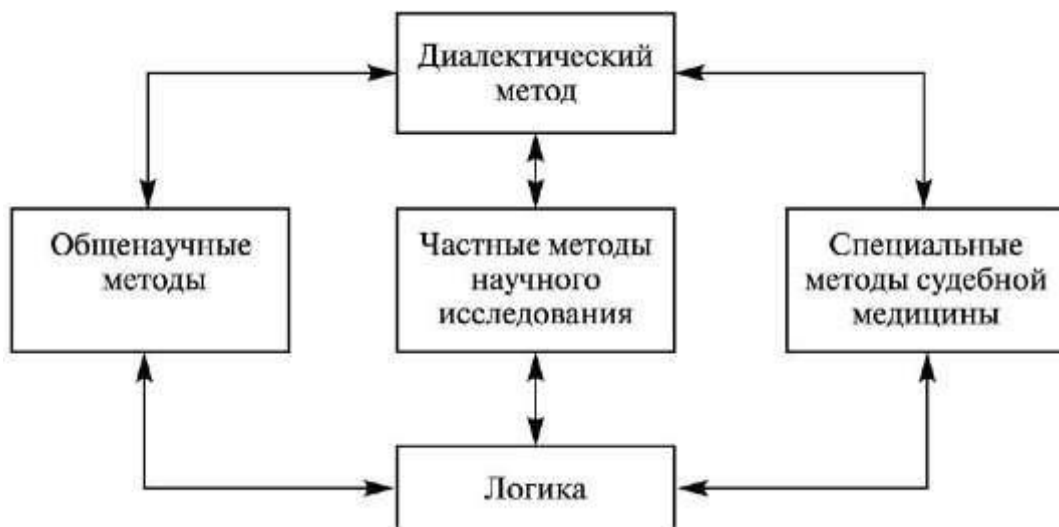 Диалектический
метод
Общенаучные
методы
Частные методы
научного
исследования
Специальные
методы судебной
медицины
Логика